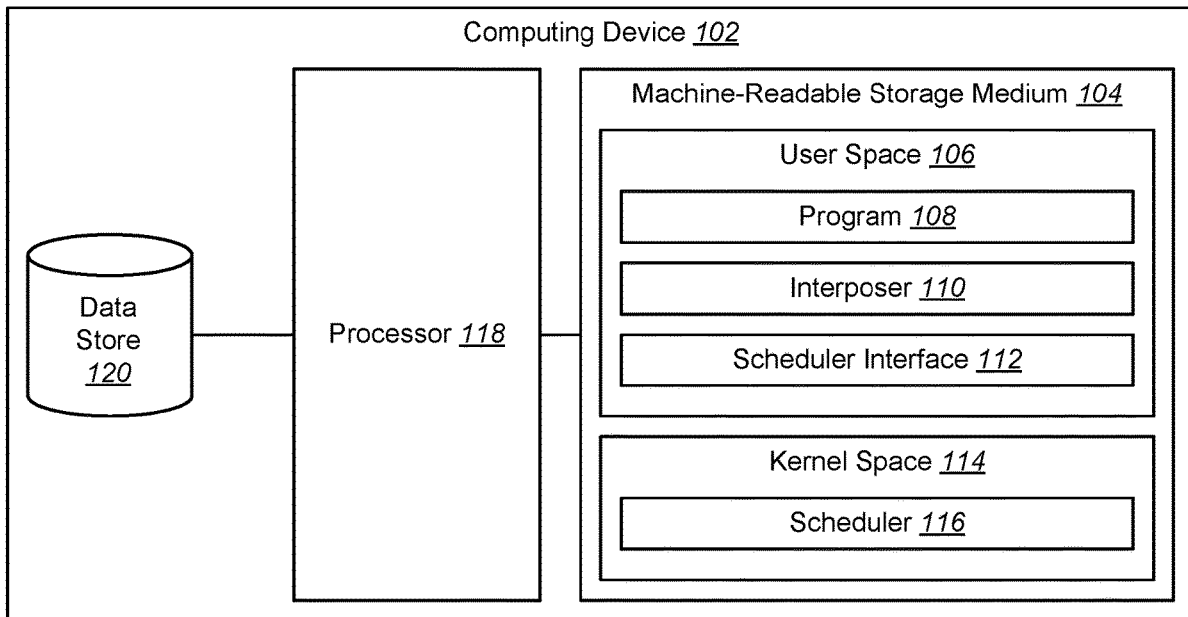 Computing Device 102
Data
Store
120
Processor 118
Machine-Readable Storage Medium 104
User Space 106
Program 108
Interposer 110
Scheduler Interface 112
Kernel Space 114
Scheduler 116